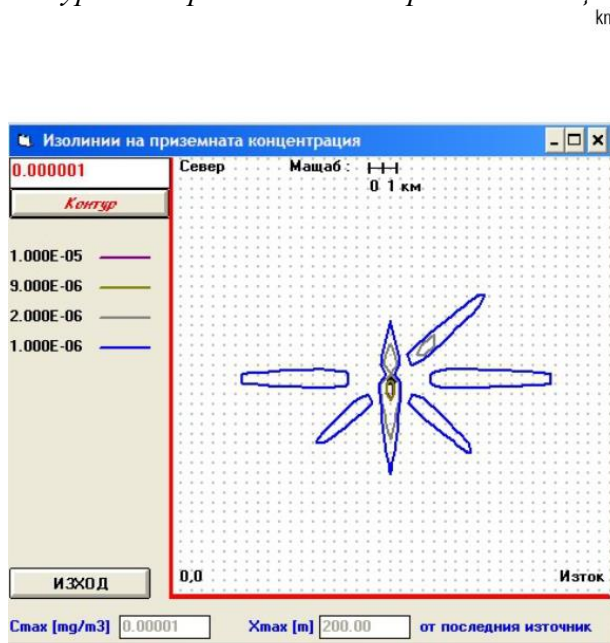 km
Изолинии на приземната концентрация
0.000001
Север
Мащаб :
0 1 км
Контур
1.000E-05
9.000E-06
2.000E-06
1.000E-06
0,0
Изток
ИЗХОД
Cmax [mg/m3] 0.00001 Xmax [m] 200.00 от последния източник